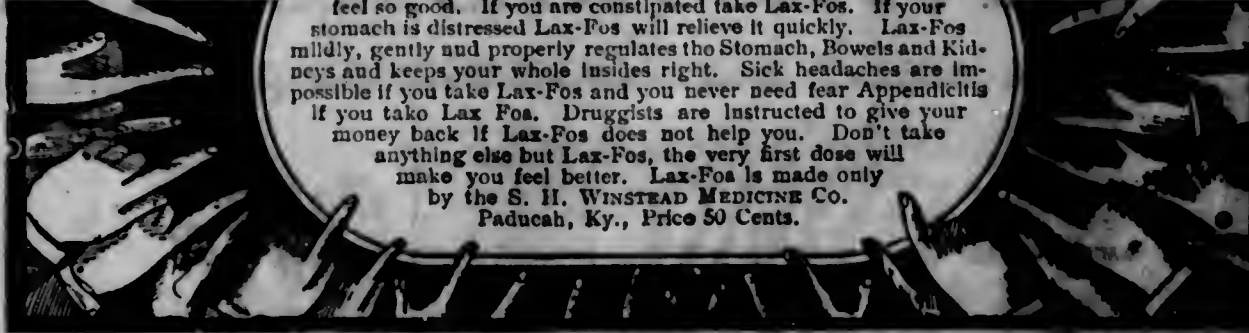 feel so good. If you are constipated take Lax-Fos. If your
stomach is distressed Lax-Fos will relieve it quickly. Lax-Fos
mildly, gently and properly regulates the Stomach, Bowels and Kid-
neys and keeps your whole insides right. Sick headaches are im-
possible if you take Lax-Fos and you never need fear Appendicitis
if you take Lax Fos. Druggists are instructed to give your
money back if Lax-Fos does not help you. Don't take
anything else but Lax-Fos, the very first dose will
make you feel better. Lax-Fos is made only
by the S. H. WINSTEAD MEDICINE CO.
Paducah, Ky., Price 50 Cents.